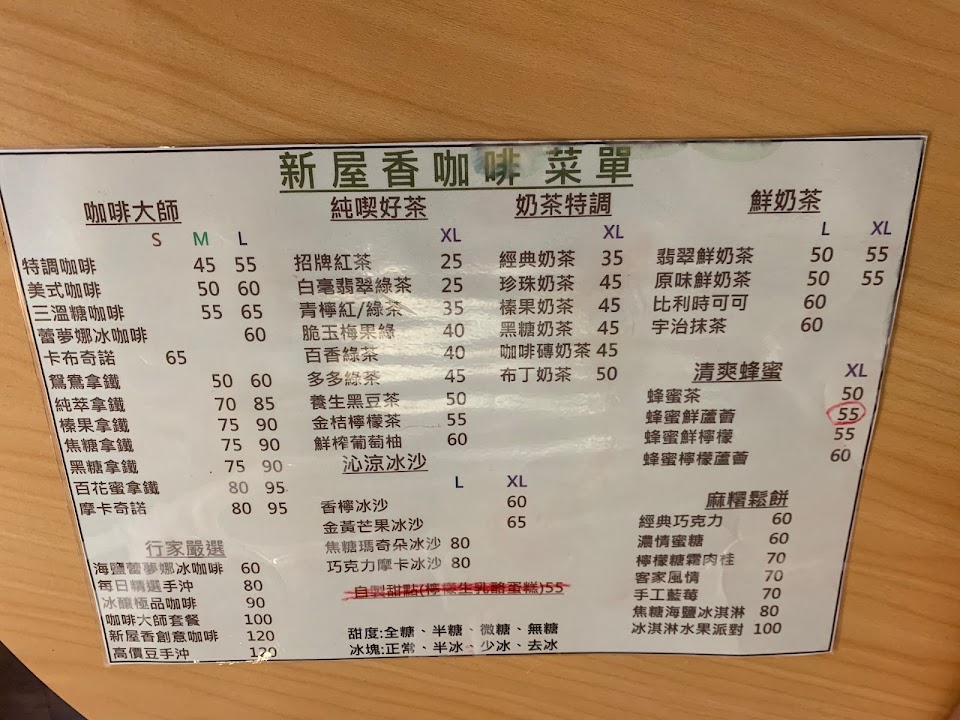 新屋香咖啡 菜單
咖啡大師
S M L
特調咖啡 45 55
美式咖啡 50 60
三溫糖咖啡 55 65
蕾夢娜冰咖啡 60
卡布奇諾 65
鴛鴦拿鐵 50 60
純萃拿鐵 70 85
榛果拿鐵 75 90
焦糖拿鐵 75 90
黑糖拿鐵 75 90
百花蜜拿鐵 80 95
摩卡奇諾 80 95
行家嚴選
海鹽蕾夢娜冰咖啡 60
每日精選手沖 80
冰釀極品咖啡 90
咖啡大師套餐 100
新屋香創意咖啡 120
高價豆手沖 120
純喫好茶
XL
招牌紅茶 25
白毫翡翠綠茶 25
青檸紅/綠茶 35
脆玉梅果綠 40
百香綠茶 40
多多綠茶 45
養生黑豆茶 50
金桔檸檬茶 55
鮮榨葡萄柚 60
沁涼冰沙
L XL
香檸冰沙 60
金黃芒果冰沙 65
焦糖瑪奇朵冰沙 80
巧克力摩卡冰沙 80
自製甜點(檸檬生乳酪蛋糕)55
甜度:全糖、半糖、微糖、無糖
冰塊:正常、半冰、少冰、去冰
奶茶特調
XL
經典奶茶 35
珍珠奶茶 45
榛果奶茶 45
黑糖奶茶 45
咖啡磚奶茶 45
布丁奶茶 50
鮮奶茶
L XL
翡翠鮮奶茶 50 55
原味鮮奶茶 50 55
比利時可可 60
宇治抹茶 60
清爽蜂蜜
XL
蜂蜜茶 50
蜂蜜鮮蘆薈 55
蜂蜜鮮檸檬 55
蜂蜜檸檬蘆薈 60
麻糬鬆餅
經典巧克力 60
濃情蜜糖 60
檸檬糖霜肉桂 70
客家風情 70
手工藍莓 70
焦糖海鹽冰淇淋 80
冰淇淋水果派對 100